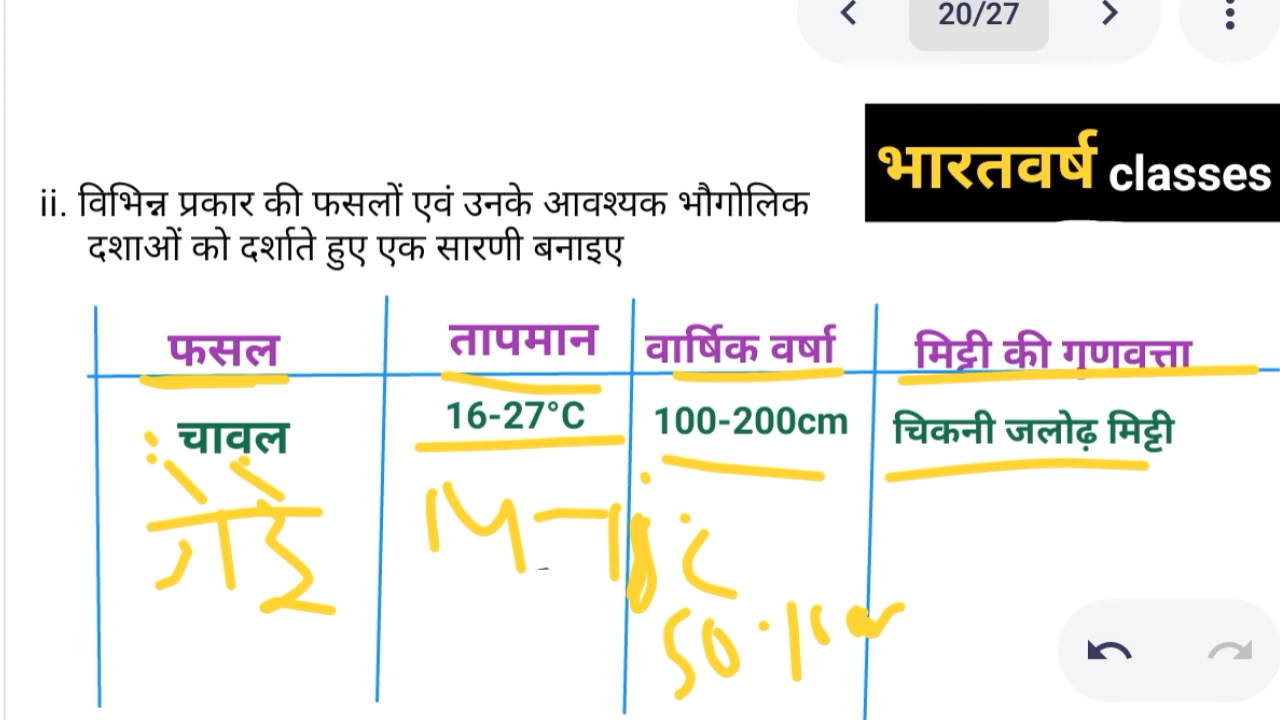 20/27
भारतवर्ष classes
ii. विभिन्न प्रकार की फसलों एवं उनके आवश्यक भौगोलिक
दशाओं को दर्शाते हुए एक सारणी बनाइए
फसल तापमान वार्षिक वर्षा मिट्टी की गुणवत्ता
चावल 16-27°C 100-200cm चिकनी जलोढ़ मिट्टी